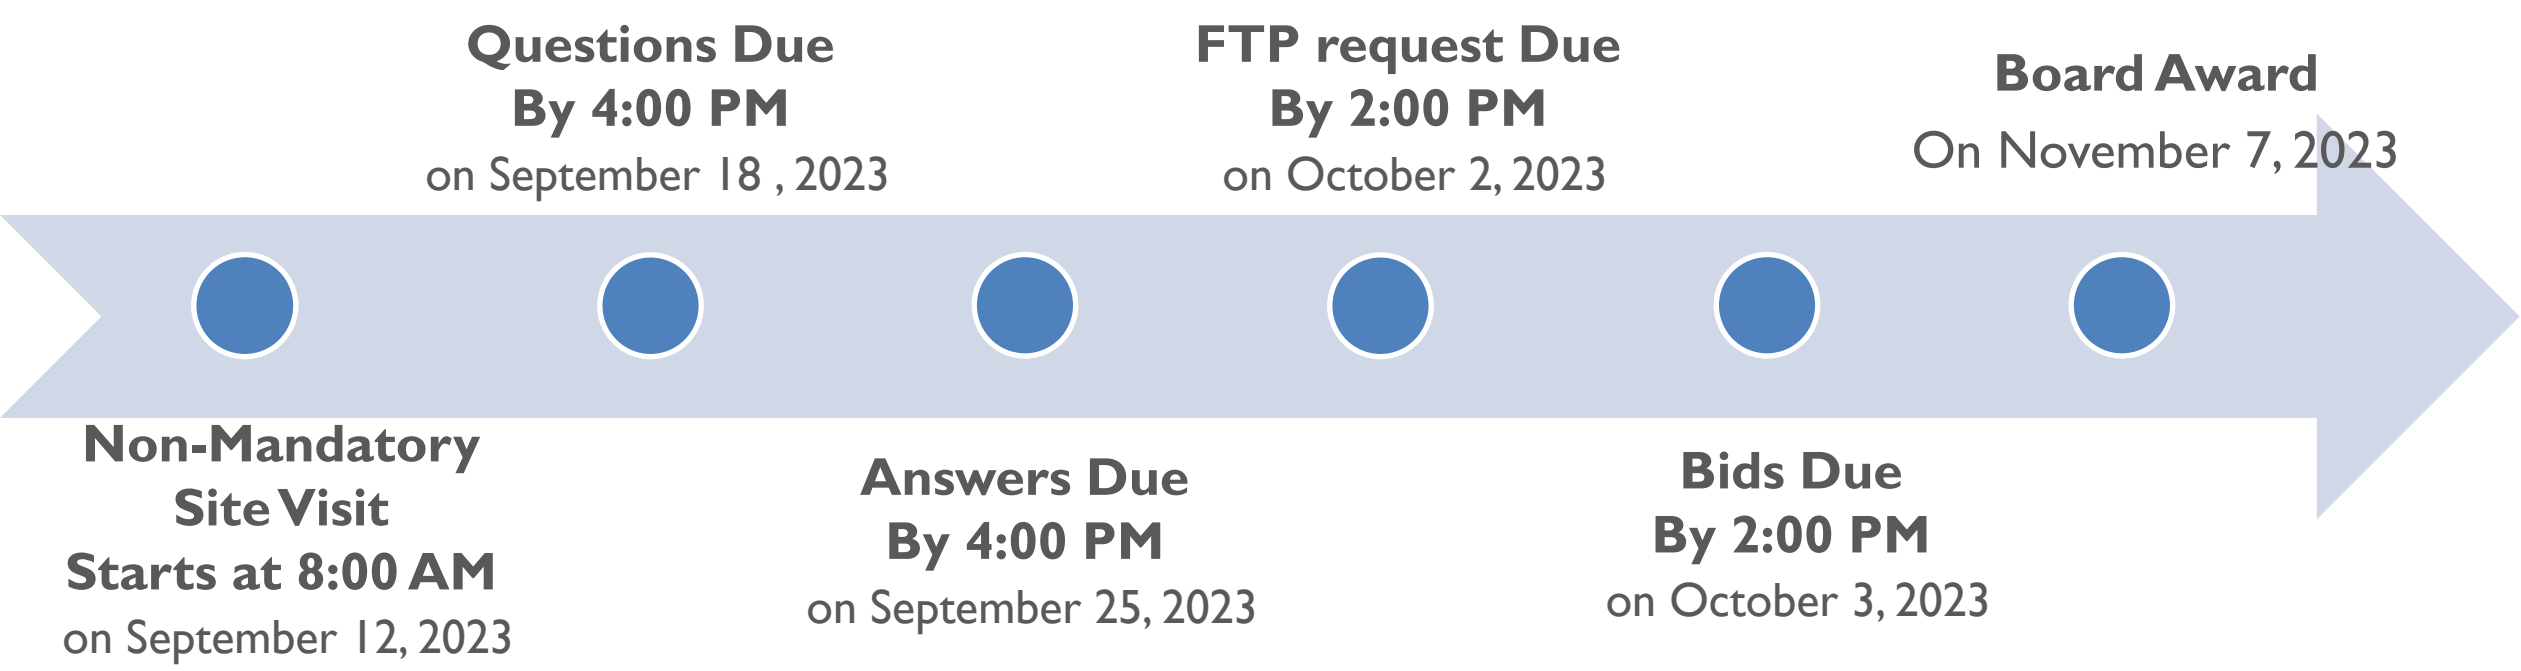 Questions Due
By 4:00 PM
on September 18 , 2023
FTP request Due
By 2:00 PM
on October 2, 2023
Board Award
On November 7, 2023
Non-Mandatory
Site Visit
Starts at 8:00 AM
on September 12, 2023
Answers Due
By 4:00 PM
on September 25, 2023
Bids Due
By 2:00 PM
on October 3, 2023